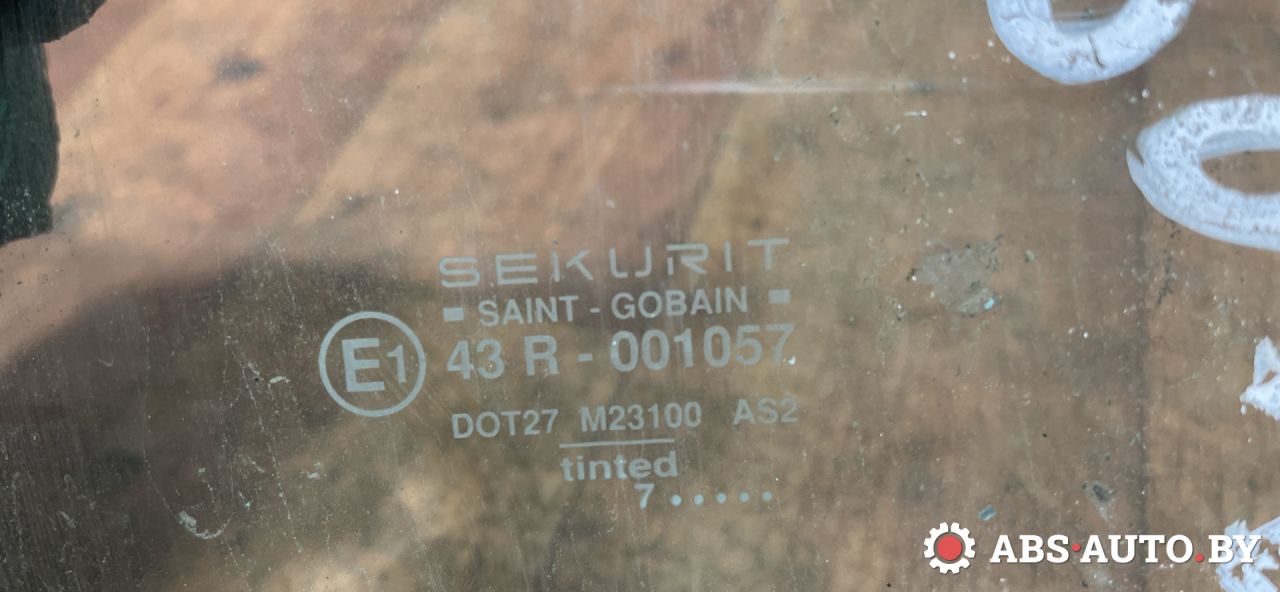 SEKURIT
SAINT - GOBAIN
E1 43 R - 001057
DOT27 M23100 AS2
tinted
7 . . . . .
ABS·AUTO.BY